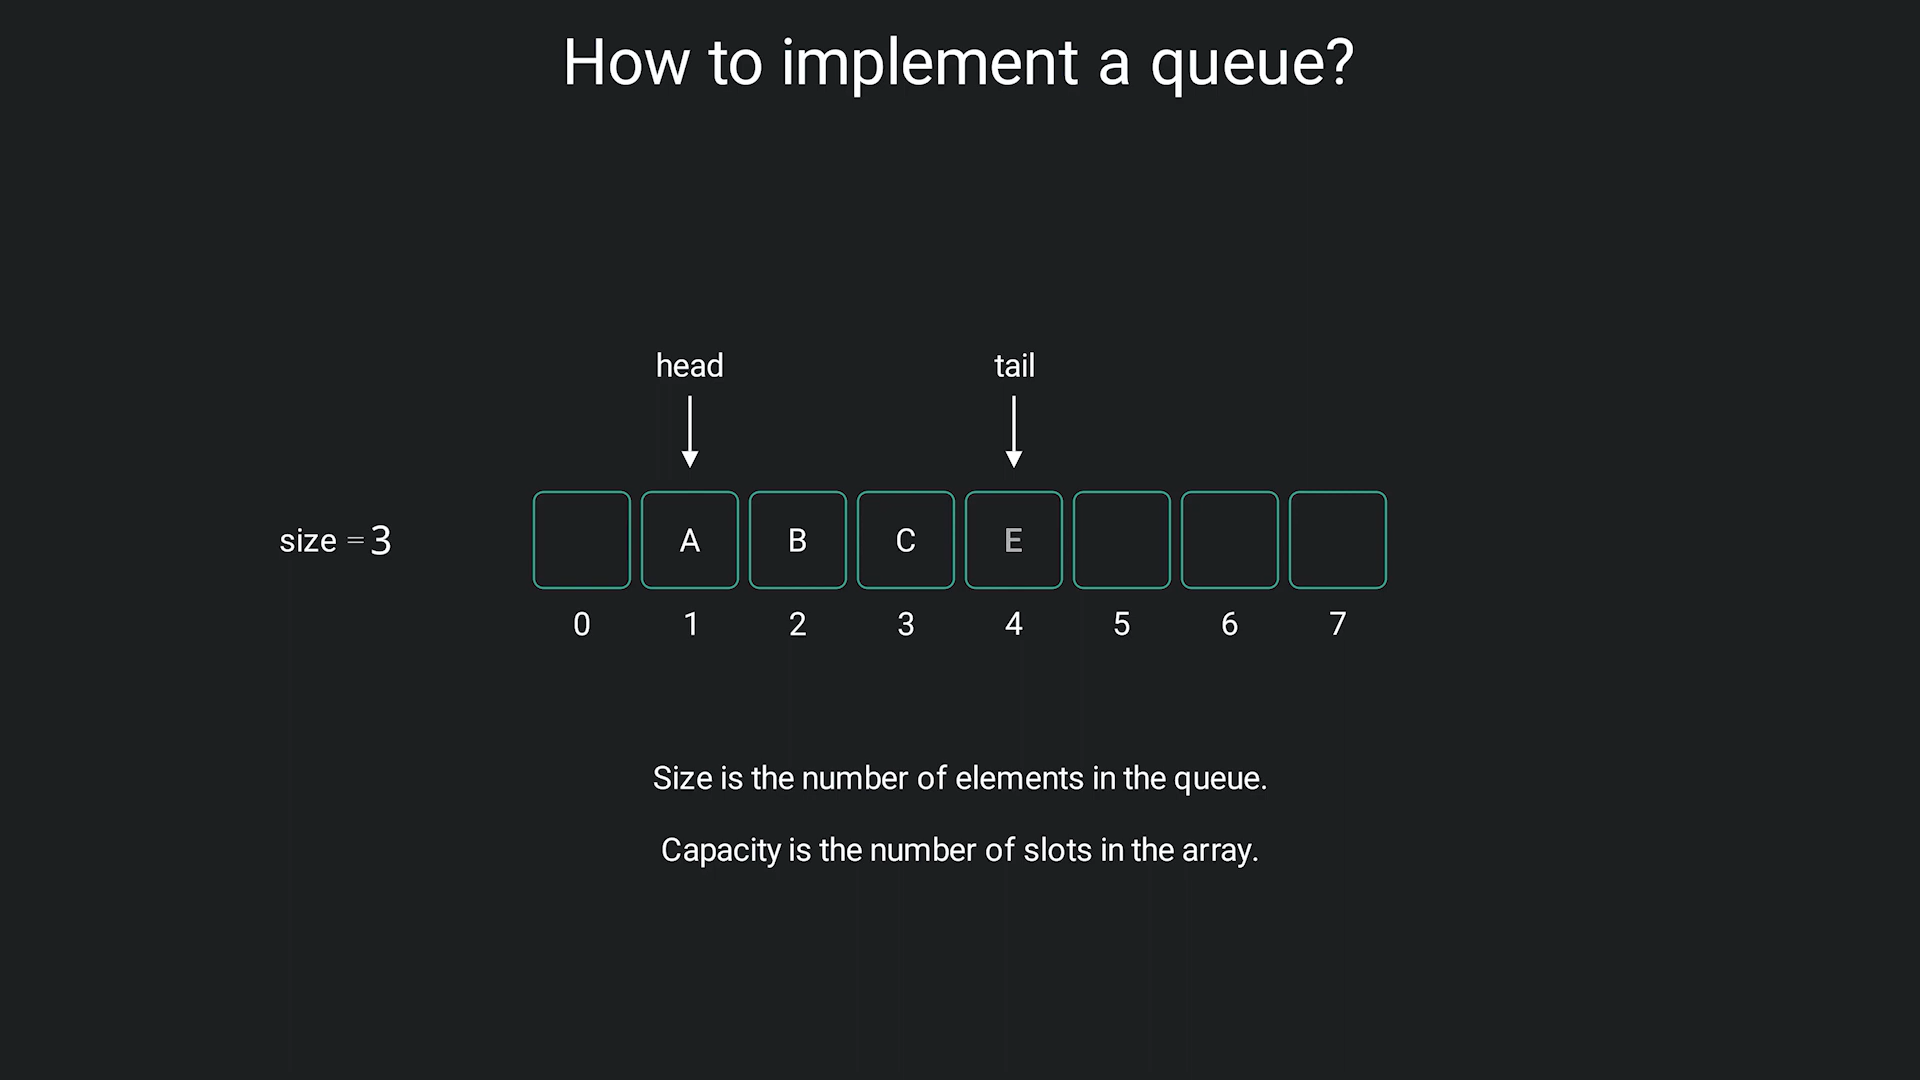 How to implement a queue?
head tail
size = 3
A B C E
0 1 2 3 4 5 6 7
Size is the number of elements in the queue.
Capacity is the number of slots in the array.